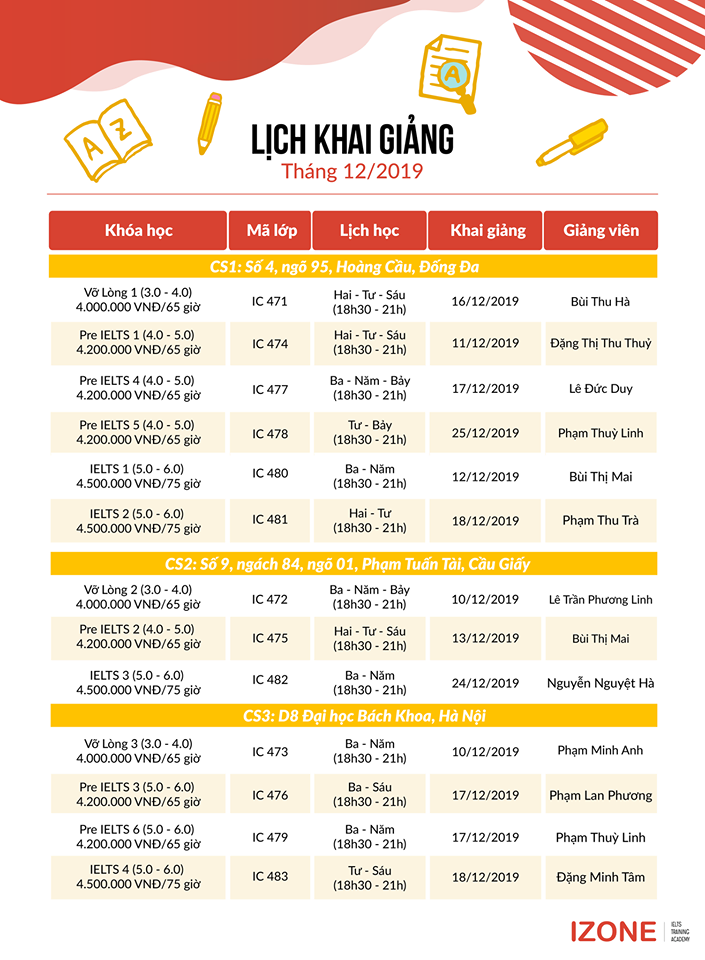 A
A Z
LỊCH KHAI GIẢNG
Tháng 12/2019
Khóa học Mã lớp Lịch học Khai giảng Giảng viên
CS1: Số 4, ngõ 95, Hoàng Cầu, Đống Đa
Vỡ Lòng 1 (3.0 - 4.0)
4.000.000 VNĐ/65 giờ
IC 471
Hai - Tư - Sáu
(18h30 - 21h)
16/12/2019
Bùi Thu Hà
Pre IELTS 1 (4.0 - 5.0)
4.200.000 VNĐ/65 giờ
IC 474
Hai - Tư - Sáu
(18h30 - 21h)
11/12/2019
Đặng Thị Thu Thuỷ
Pre IELTS 4 (4.0 - 5.0)
4.200.000 VNĐ/65 giờ
IC 477
Ba - Năm - Bảy
(18h30 - 21h)
17/12/2019
Lê Đức Duy
Pre IELTS 5 (4.0 - 5.0)
4.200.000 VNĐ/65 giờ
IC 478
Tư - Bảy
(18h30 - 21h)
25/12/2019
Phạm Thuỳ Linh
IELTS 1 (5.0 - 6.0)
4.500.000 VNĐ/75 giờ
IC 480
Ba - Năm
(18h30 - 21h)
12/12/2019
Bùi Thị Mai
IELTS 2 (5.0 - 6.0)
4.500.000 VNĐ/75 giờ
IC 481
Hai - Tư
(18h30 - 21h)
18/12/2019
Phạm Thu Trà
CS2: Số 9, ngách 84, ngõ 01, Phạm Tuấn Tài, Cầu Giấy
Vỡ Lòng 2 (3.0 - 4.0)
4.000.000 VNĐ/65 giờ
IC 472
Ba - Năm - Bảy
(18h30 - 21h)
10/12/2019
Lê Trần Phương Linh
Pre IELTS 2 (4.0 - 5.0)
4.200.000 VNĐ/65 giờ
IC 475
Hai - Tư - Sáu
(18h30 - 21h)
13/12/2019
Bùi Thị Mai
IELTS 3 (5.0 - 6.0)
4.500.000 VNĐ/75 giờ
IC 482
Ba - Năm
(18h30 - 21h)
24/12/2019
Nguyễn Nguyệt Hà
CS3: D8 Đại học Bách Khoa, Hà Nội
Vỡ Lòng 3 (3.0 - 4.0)
4.000.000 VNĐ/65 giờ
IC 473
Ba - Năm
(18h30 - 21h)
10/12/2019
Phạm Minh Anh
Pre IELTS 3 (5.0 - 6.0)
4.200.000 VNĐ/65 giờ
IC 476
Ba - Sáu
(18h30 - 21h)
17/12/2019
Phạm Lan Phương
Pre IELTS 6 (5.0 - 6.0)
4.200.000 VNĐ/65 giờ
IC 479
Ba - Năm
(18h30 - 21h)
17/12/2019
Phạm Thuỳ Linh
IELTS 4 (5.0 - 6.0)
4.500.000 VNĐ/75 giờ
IC 483
Tư - Sáu
(18h30 - 21h)
18/12/2019
Đặng Minh Tâm
IZONE
IELTS
TRAINING
ACADEMY